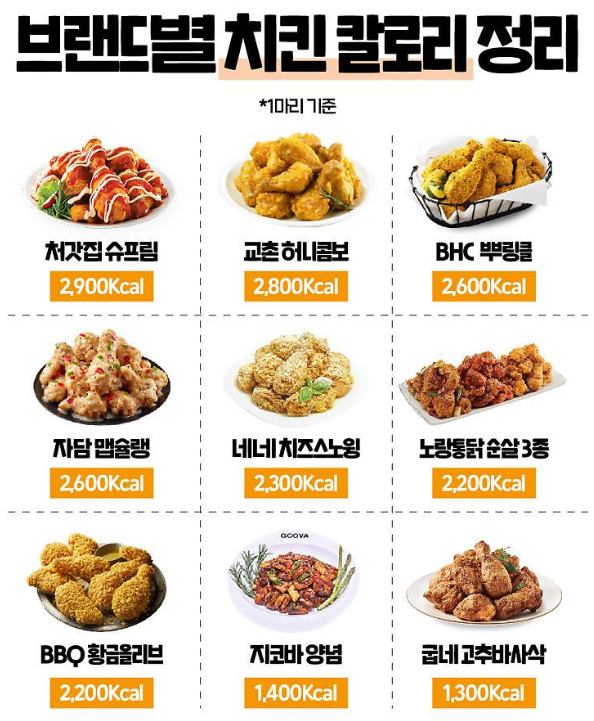 브랜드별 치킨 칼로리 정리
*1마리 기준
처갓집 슈프림
교촌 허니콤보
BHC 뿌링클
2,900Kcal
2,800Kcal
2,600Kcal
자담 맵슐랭
네네 치즈스노윙
노랑통닭 순살 3종
2,600Kcal
2,300Kcal
2,200Kcal
GCOVA
BBQ 황금올리브
지코바 양념
굽네 고추바사삭
2,200Kcal
1,400Kcal
1,300Kcal